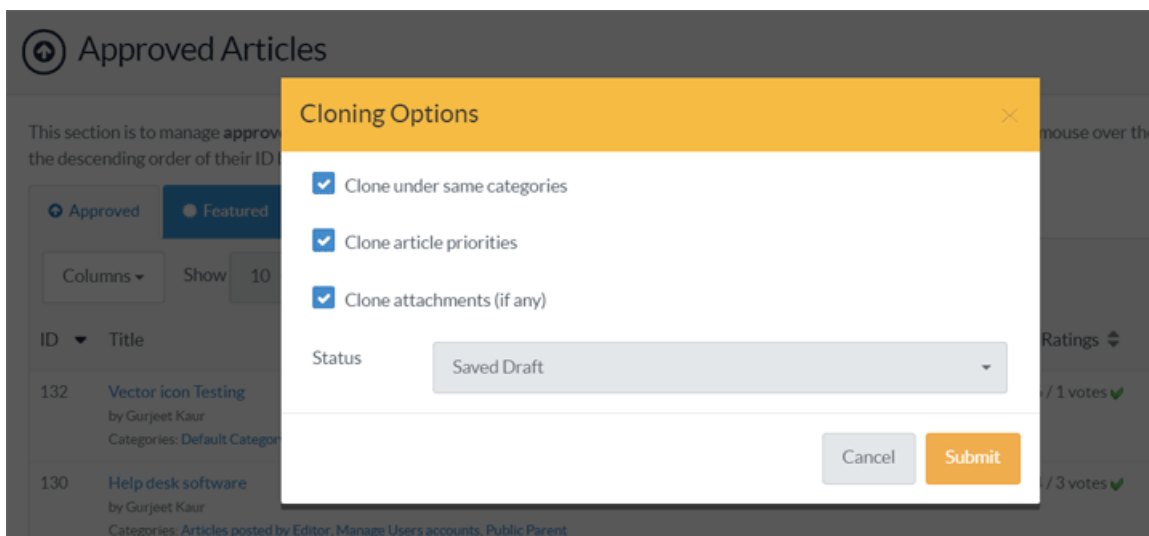 Approved Articles
This section is to manage approv
mouse over the
the descending order of their ID
Cloning Options
Clone under same categories
Clone article priorities
Clone attachments (if any)
Status
Saved Draft
Cancel
Submit
Approved
Featured
Columns
Show 10
ID
Title
Ratings
132
Vector icon Testing
/ 1 votes
by Gurjeet Kaur
Categories: Default Categor
130
Help desk software
/ 3 votes
by Gurjeet Kaur
Categories: Articles posted by Editor, Manage Users accounts, Public Parent